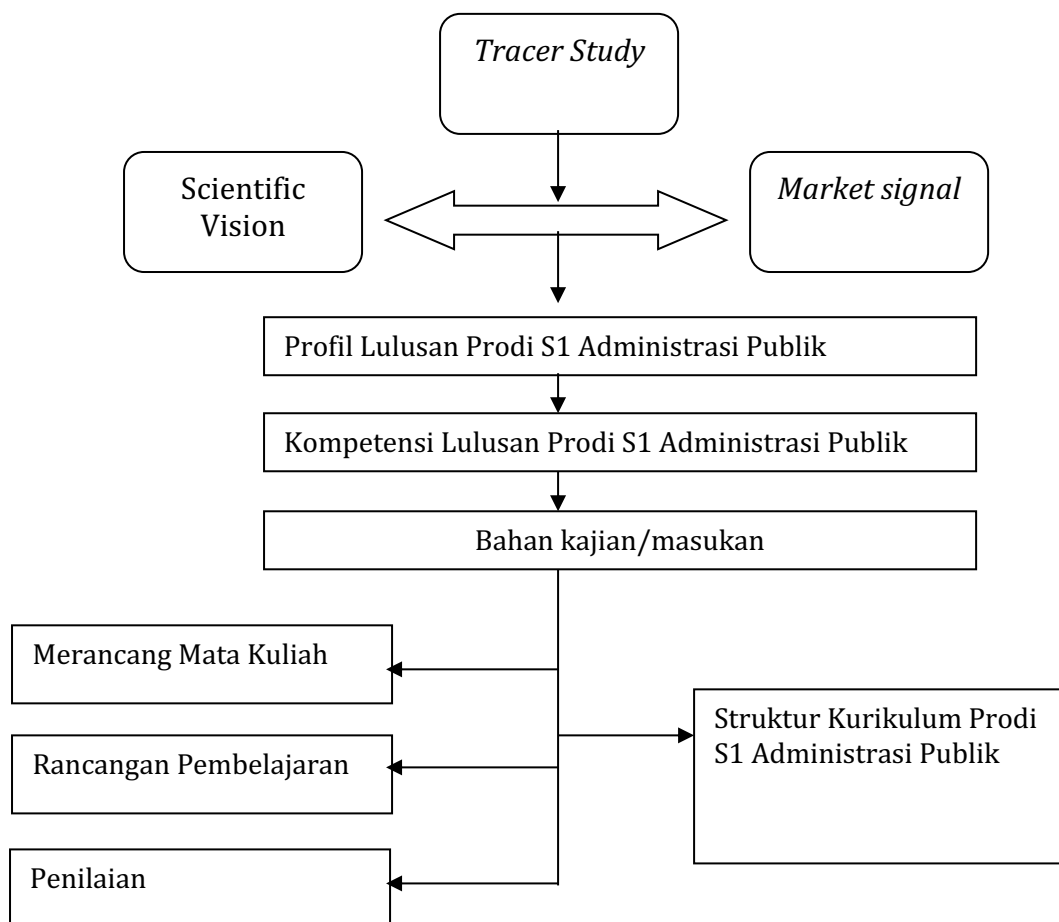 Tracer Study
Scientific
Vision
Market signal
Profil Lulusan Prodi S1 Administrasi Publik
Kompetensi Lulusan Prodi S1 Administrasi Publik
Bahan kajian/masukan
Merancang Mata Kuliah
Struktur Kurikulum Prodi
S1 Administrasi Publik
Rancangan Pembelajaran
Penilaian